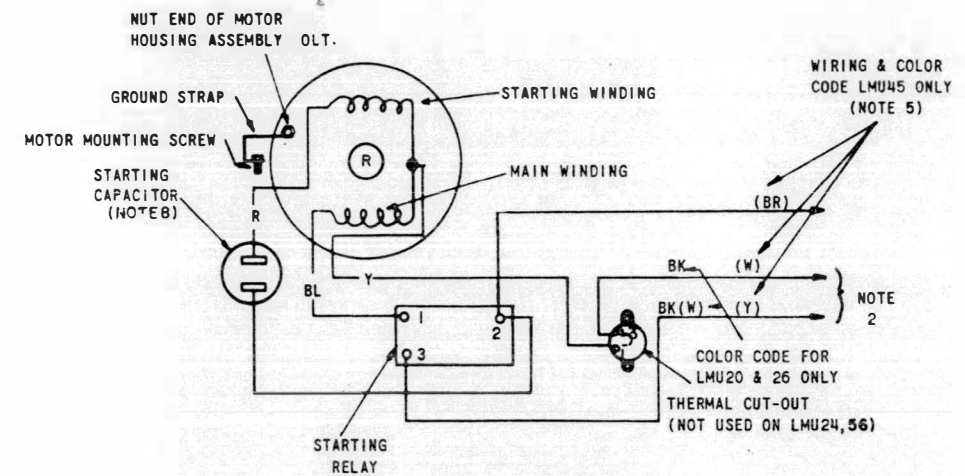 NUT END OF MOTOR
HOUSING ASSEMBLY OLT.
GROUND STRAP
MOTOR MOUNTING SCREW
STARTING
CAPACITOR
(NOTE8)
R
STARTING WINDING
R
MAIN WINDING
WIRING & COLOR
CODE LMU45 ONLY
(NOTE 5)
(BR)
BK
(W)
BK(W)
(Y)
NOTE
2
BL
Y
1
2
3
COLOR CODE FOR
LMU20 & 26 ONLY
THERMAL CUT-OUT
(NOT USED ON LMU24,56)
STARTING
RELAY